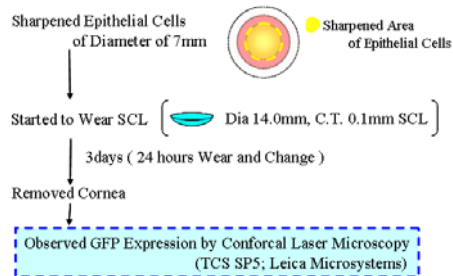 Sharpened Epithelial Cells
of Diameter of 7mm
Sharpened Area
of Epithelial Cells
Started to Wear SCL
Dia 14.0mm, C.T. 0.1mm SCL
3days ( 24 hours Wear and Change )
Removed Cornea
Observed GFP Expression by Conforcal Laser Microscopy
(TCS SP5; Leica Microsystems)